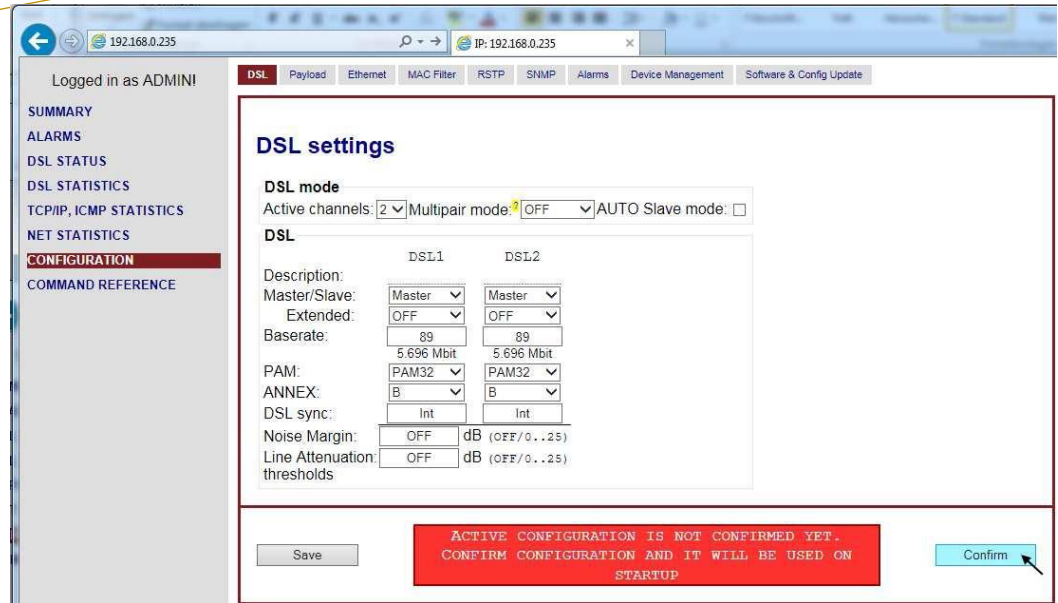 192.168.0.235
IP: 192.168.0.235
Logged in as ADMIN!
DSL Payload Ethernet MAC Filter RSTP SNMP Alarms Device Management Software & Config Update
SUMMARY
ALARMS
DSL STATUS
DSL STATISTICS
TCP/IP, ICMP STATISTICS
NET STATISTICS
CONFIGURATION
COMMAND REFERENCE
DSL settings
DSL mode
Active channels: 2 Multipair mode: ? OFF AUTO Slave mode:
DSL
DSL1 DSL2
Description:
Master/Slave: Master Master
Extended: OFF OFF
Baserate: 89 89
5.696 Mbit 5.696 Mbit
PAM: PAM32 PAM32
ANNEX: B B
DSL sync: Int Int
Noise Margin: OFF dB (OFF/0..25)
Line Attenuation: OFF dB (OFF/0..25)
thresholds
Save
ACTIVE CONFIGURATION IS NOT CONFIRMED YET.
CONFIRM CONFIGURATION AND IT WILL BE USED ON
STARTUP
Confirm